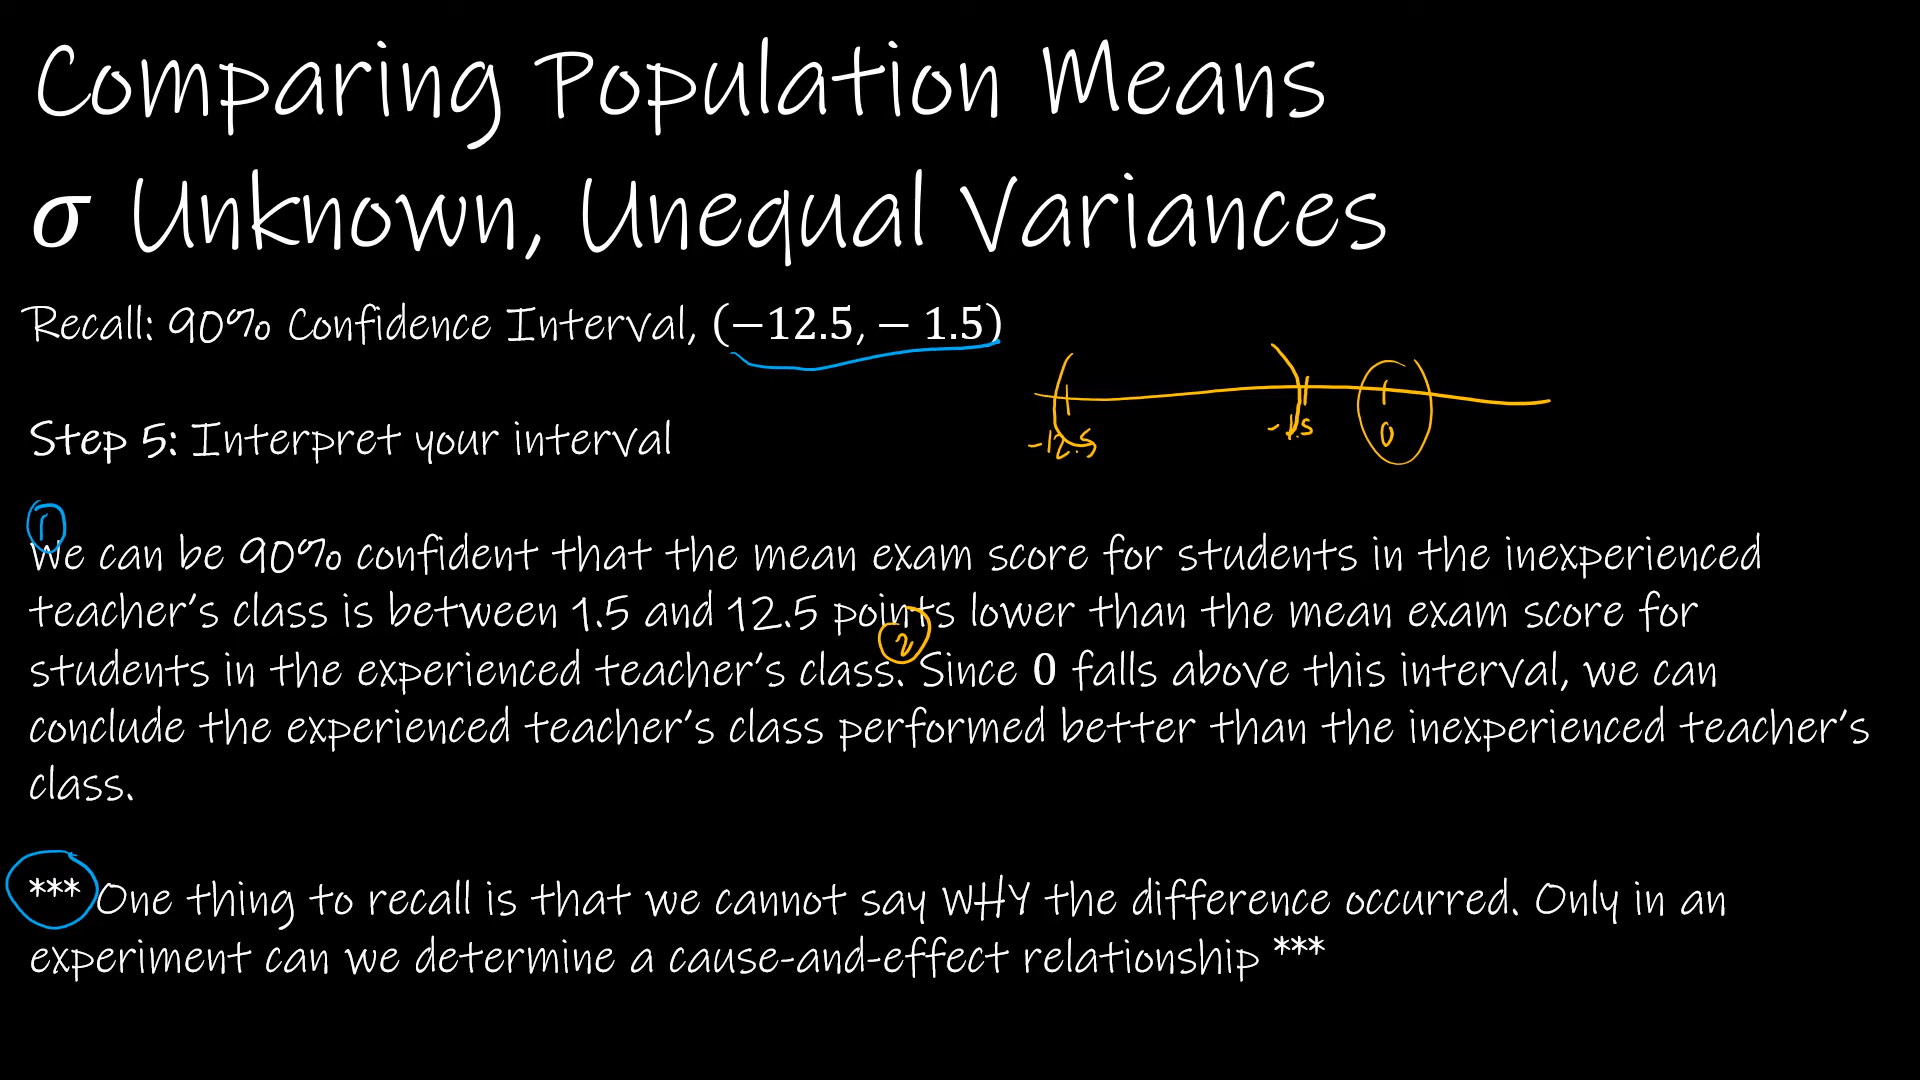 Comparing Population Means
σ Unknown, Unequal Variances
Recall: 90% Confidence Interval, (−12.5, − 1.5)
-12.5 -1.5 0
Step 5: Interpret your interval
1
We can be 90% confident that the mean exam score for students in the inexperienced
teacher's class is between 1.5 and 12.5 points lower than the mean exam score for
2
students in the experienced teacher's class. Since 0 falls above this interval, we can
conclude the experienced teacher's class performed better than the inexperienced teacher's
class.
*** One thing to recall is that we cannot say WHY the difference occurred. Only in an
experiment can we determine a cause-and-effect relationship ***